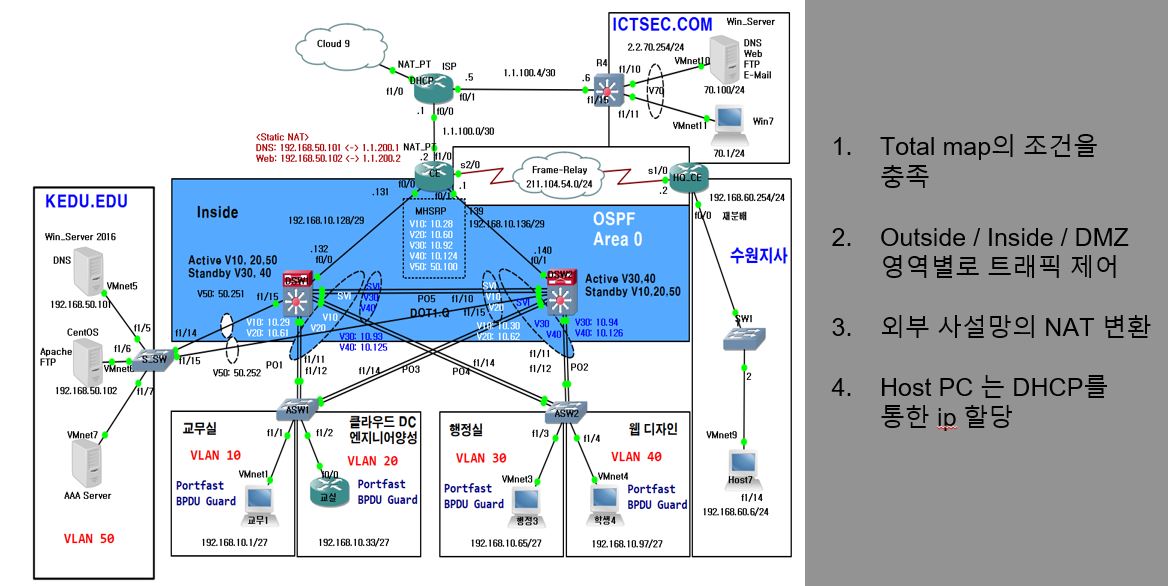 ICTSEC.COM
Win_Server
Cloud 9
2.2.70.254/24
DNS
Web
FTP
E-Mail
VMnet10
NAT_PT
ISP
DHCP
R4
1.1.100.4/30
f1/10
f1/0
.5
f0/1
.6
f1/15
V70
70.100/24
.1
f0/0
f1/11
Win7
VMnet11
1.1.100.0/30
<Static NAT>
DNS: 192.168.50.101 <-> 1.1.200.1
Web: 192.168.50.102 <-> 1.1.200.2
NAT_PT
.2
f1/0
70.1/24
s2/0
CE
Frame-Relay
211.104.54.0/24
s1/0
HQ_CE
.2
f0/0
f0/1
.1
.131
192.168.60.254/24
f0/0
재분배
KEDU.EDU
Inside
192.168.10.128/29
.139
192.168.10.136/29
MHSRP
V10: 10.28
V20: 10.60
V30: 10.92
V40: 10.124
V50: 50.100
OSPF
Area 0
수원지사
Win_Server 2016
DNS
VMnet5
192.168.50.101
Active V10, 20,50
Standby V30, 40
.132
f0/0
.140
f0/1
DSW1
DSW2
Active V30,40
Standby V10,20,50
V50: 50.251
f1/15
SVI
SVI
V30
V40
V10
V20
PO5
f1/10
DOT1.Q
f1/15
SVI
V10
V20
SVI
V30
V40
V10: 10.29
V20: 10.61
V30: 10.93
V40: 10.125
V10: 10.30
V20: 10.62
V30: 10.94
V40: 10.126
SW1
CentOS
Apache
FTP
VMnet6
192.168.50.102
f1/5
f1/6
f1/7
S_SW
f1/14
f1/15
V50: 50.252
PO1
f1/11
f1/12
f1/14
PO3
PO4
f1/14
f1/11
f1/12
PO2
2
VMnet7
AAA Server
VLAN 50
ASW1
ASW2
교무실
VLAN 10
f1/1
f1/2
클라우드 DC
엔지니어양성
VLAN 20
행정실
VLAN 30
f1/3
f1/4
웹 디자인
VLAN 40
VMnet9
Host7
f1/14
192.168.60.6/24
Portfast
BPDU Guard
VMnet1
교무1
f0/0
교실
Portfast
BPDU Guard
Portfast
BPDU Guard
VMnet3
행정3
VMnet4
학생4
Portfast
BPDU Guard
192.168.10.1/27
192.168.10.33/27
192.168.10.65/27
192.168.10.97/27
1. Total map의 조건을
충족
2. Outside / Inside / DMZ
영역별로 트래픽 제어
3. 외부 사설망의 NAT 변환
4. Host PC 는 DHCP를
통한 ip 할당